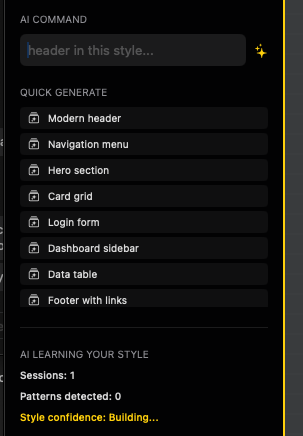 AI COMMAND
header in this style...
QUICK GENERATE
Modern header
Navigation menu
Hero section
Card grid
Login form
Dashboard sidebar
Data table
Footer with links
AI LEARNING YOUR STYLE
Sessions: 1
Patterns detected: 0
Style confidence: Building...